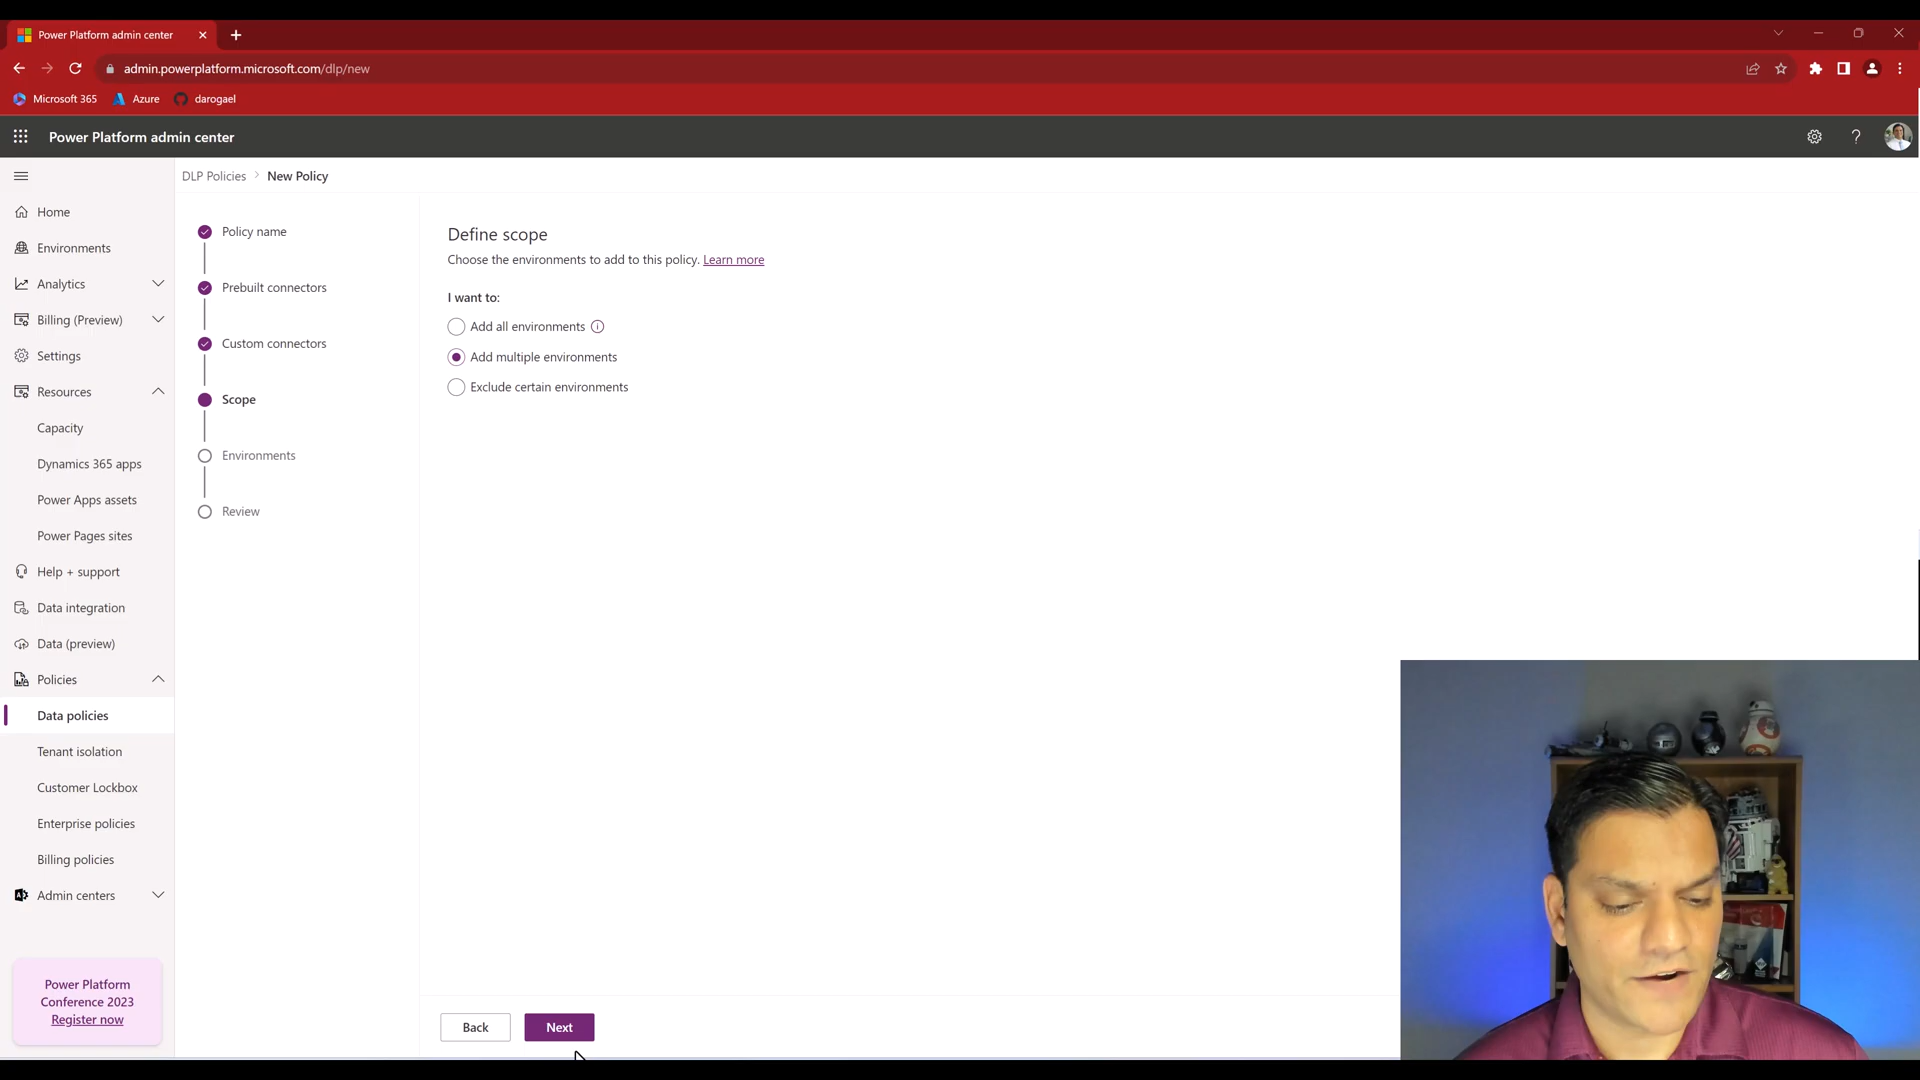 Power Platform admin center
admin.powerplatform.microsoft.com/dlp/new
Microsoft 365
Azure
darogael
Power Platform admin center
DLP Policies
New Policy
Home
Environments
Analytics
Billing (Preview)
Settings
Resources
Capacity
Dynamics 365 apps
Power Apps assets
Power Pages sites
Help + support
Data integration
Data (preview)
Policies
Data policies
Tenant isolation
Customer Lockbox
Enterprise policies
Billing policies
Admin centers
Power Platform
Conference 2023
Register now
Policy name
Prebuilt connectors
Custom connectors
Scope
Environments
Review
Define scope
Choose the environments to add to this policy. Learn more
I want to:
Add all environments
Add multiple environments
Exclude certain environments
Back
Next